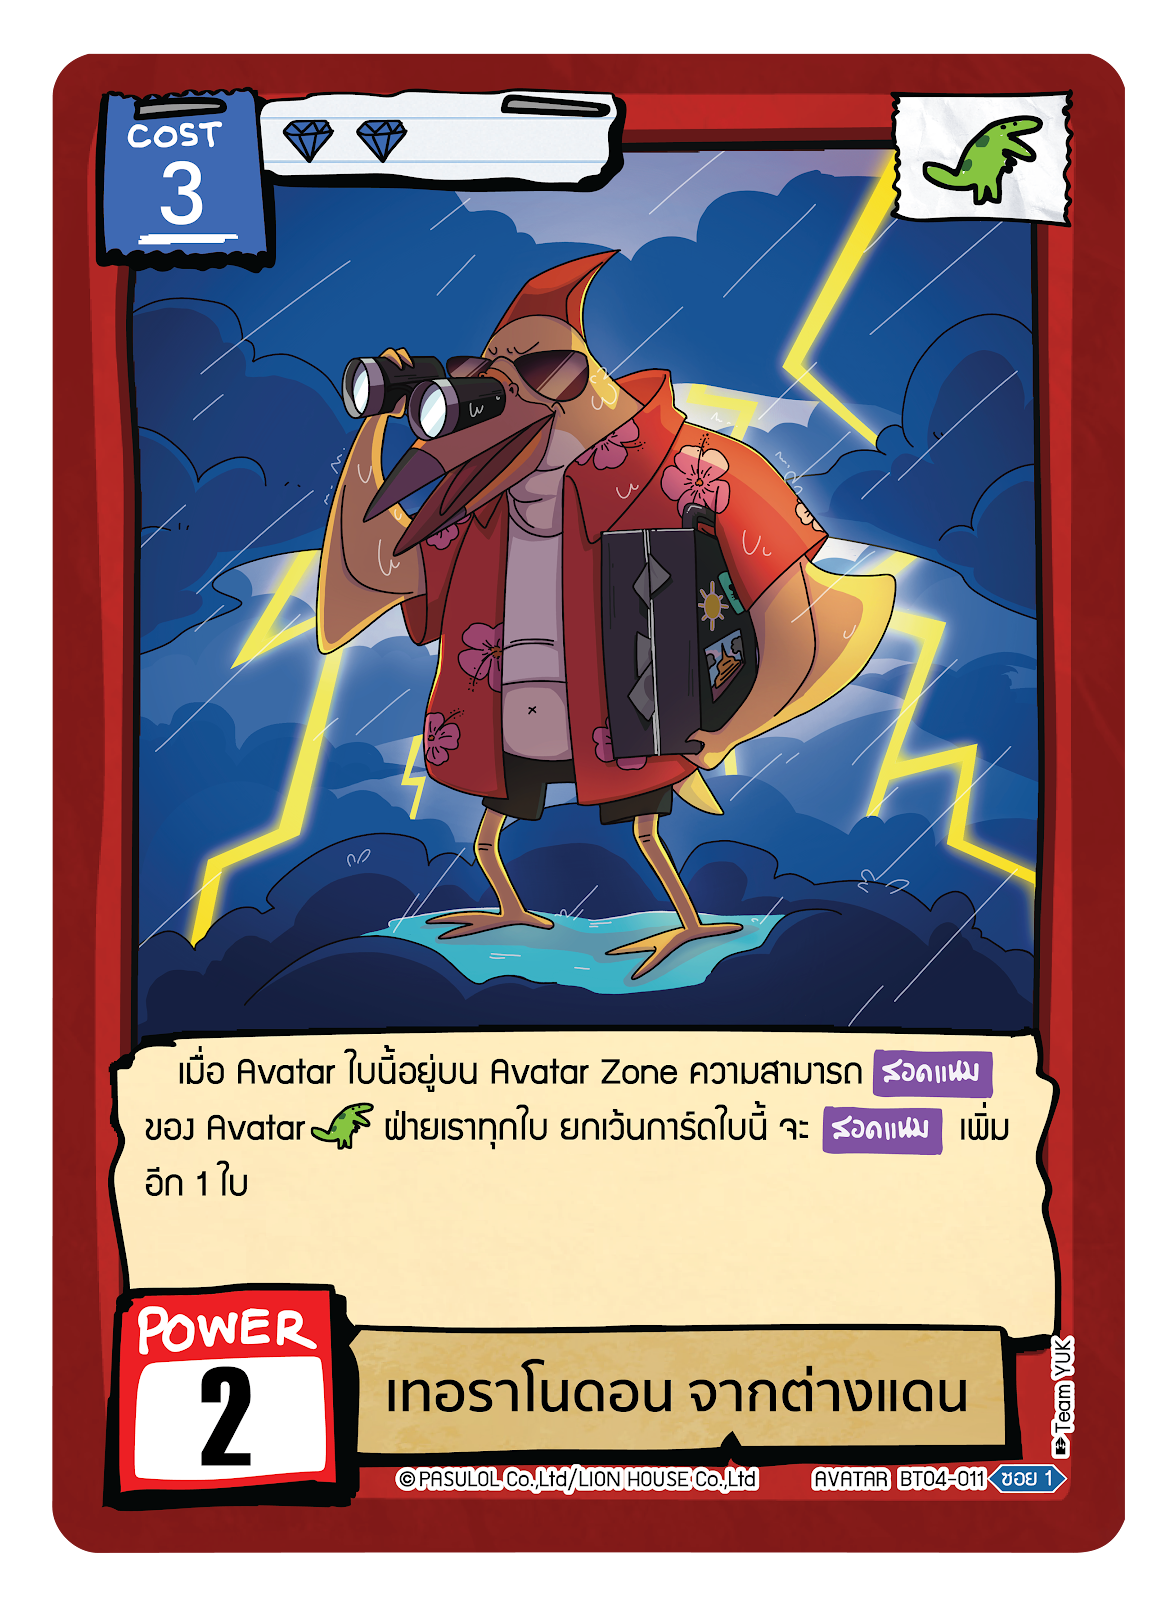 COST
3
เมื่อ Avatar ใบนี้อยู่บน Avatar Zone ความสามารถ สอดแนม
ของ Avatar ฝ่ายเราทุกใบ ยกเว้นการ์ดใบนี้ จะ สอดแนม เพิ่ม
อีก 1 ใบ
POWER
2
เทอราโนดอน จากต่างแดน
Team YUK
© PASULOL Co.,Ltd/LION HOUSE Co.,Ltd
AVATAR BT04-011 ซอย 1